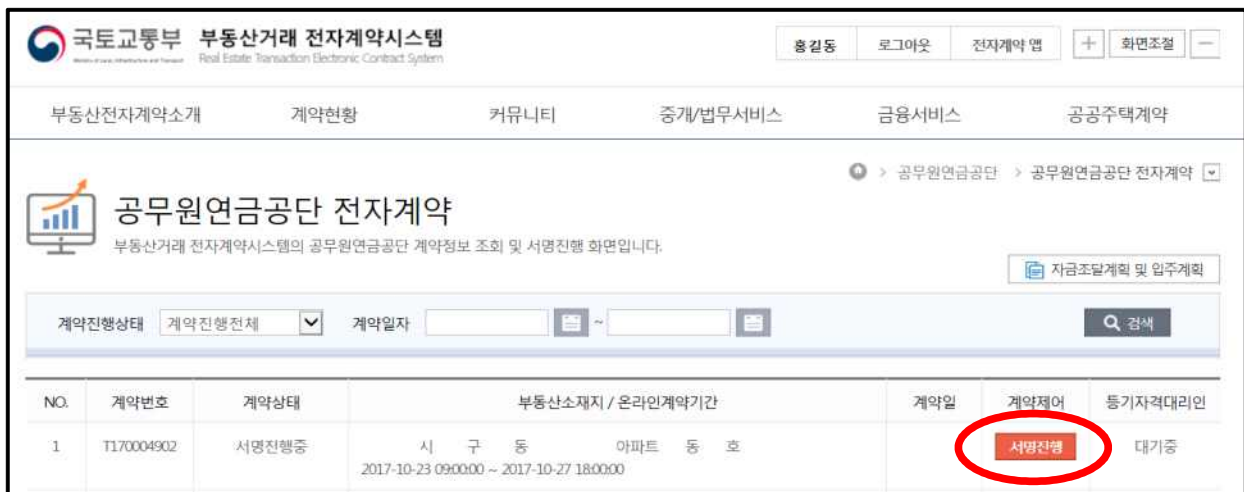 국토교통부 부동산거래 전자계약시스템
Real Estate Transaction Electronic Contract System
홍길동 로그아웃 전자계약 앱 + 화면조절 −
부동산전자계약소개 계약현황 커뮤니티 중개/법무서비스 금융서비스 공공주택계약
> 공무원연금공단 > 공무원연금공단 전자계약
공무원연금공단 전자계약
부동산거래 전자계약시스템의 공무원연금공단 계약정보 조회 및 서명진행 화면입니다.
자금조달계획 및 입주계획
계약진행상태 계약진행전체 계약일자 ~ 검색
NO. 계약번호 계약상태 부동산소재지 / 온라인계약기간 계약일 계약제어 등기자격대리인
1 T170004902 서명진행중 시 구 동 아파트 동 호 서명진행 대기중
2017-10-23 09:00:00 ~ 2017-10-27 18:00:00